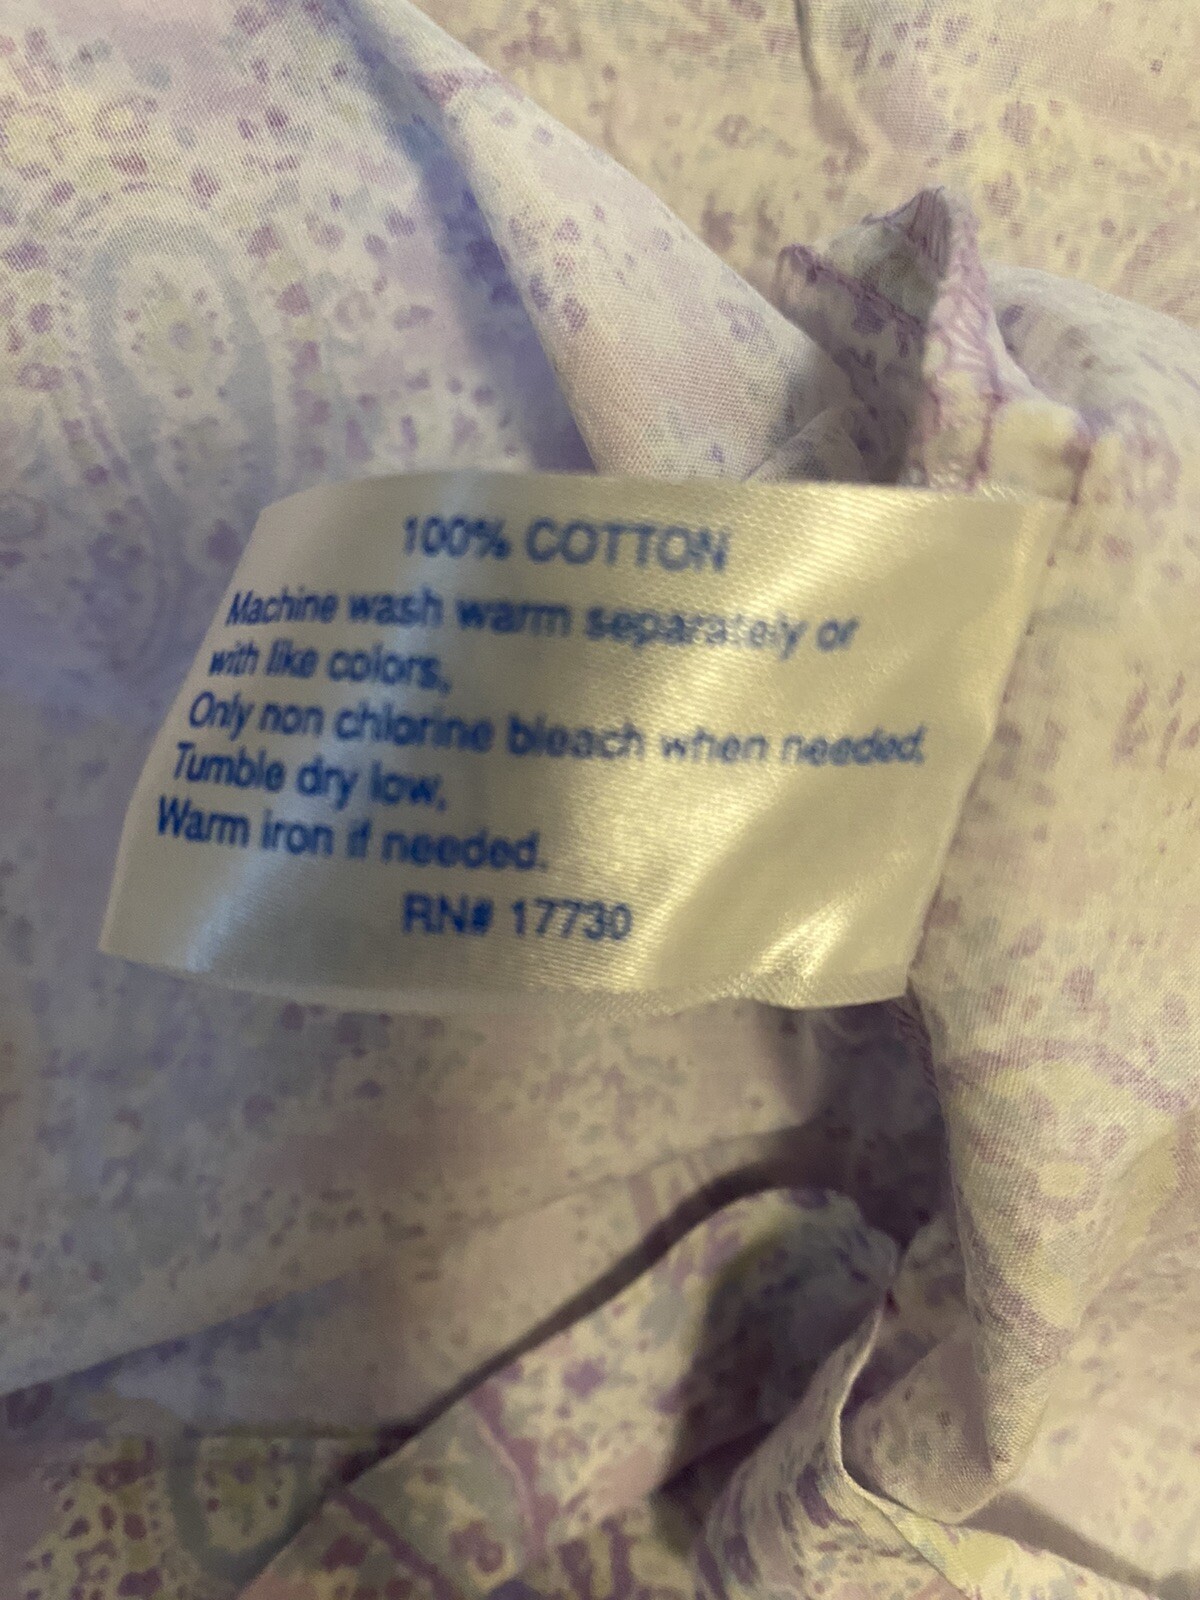 100% COTTON
Machine wash warm separately or
with like colors,
Only non chlorine bleach when needed,
Tumble dry low,
Warm iron if needed.
RN# 17730